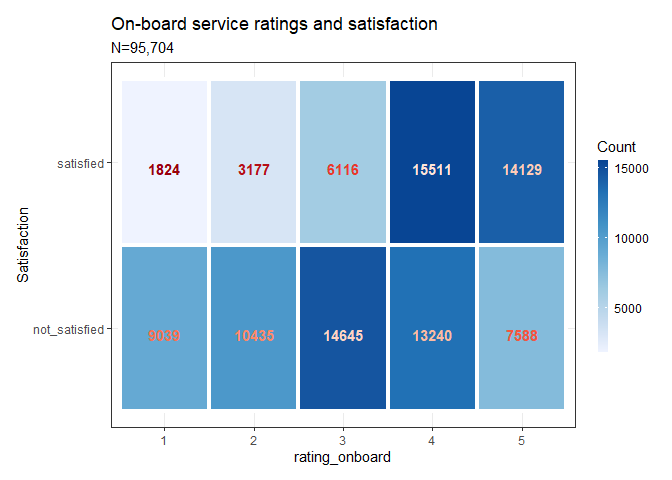 On-board service ratings and satisfaction
N=95,704
Satisfaction
satisfied
1824 3177 6116 15511 14129
not_satisfied
9039 10435 14645 13240 7588
1 2 3 4 5
rating_onboard
Count
15000
10000
5000